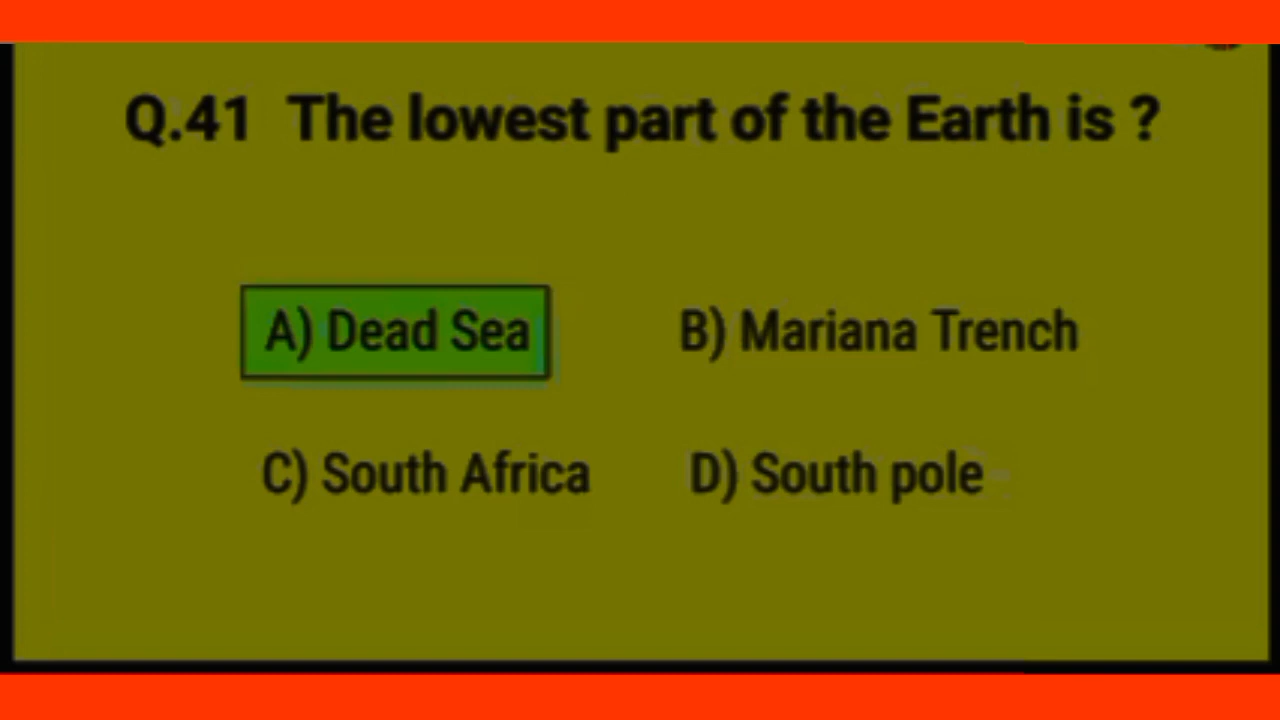 Q.41 The lowest part of the Earth is ?
A) Dead Sea B) Mariana Trench
C) South Africa D) South pole